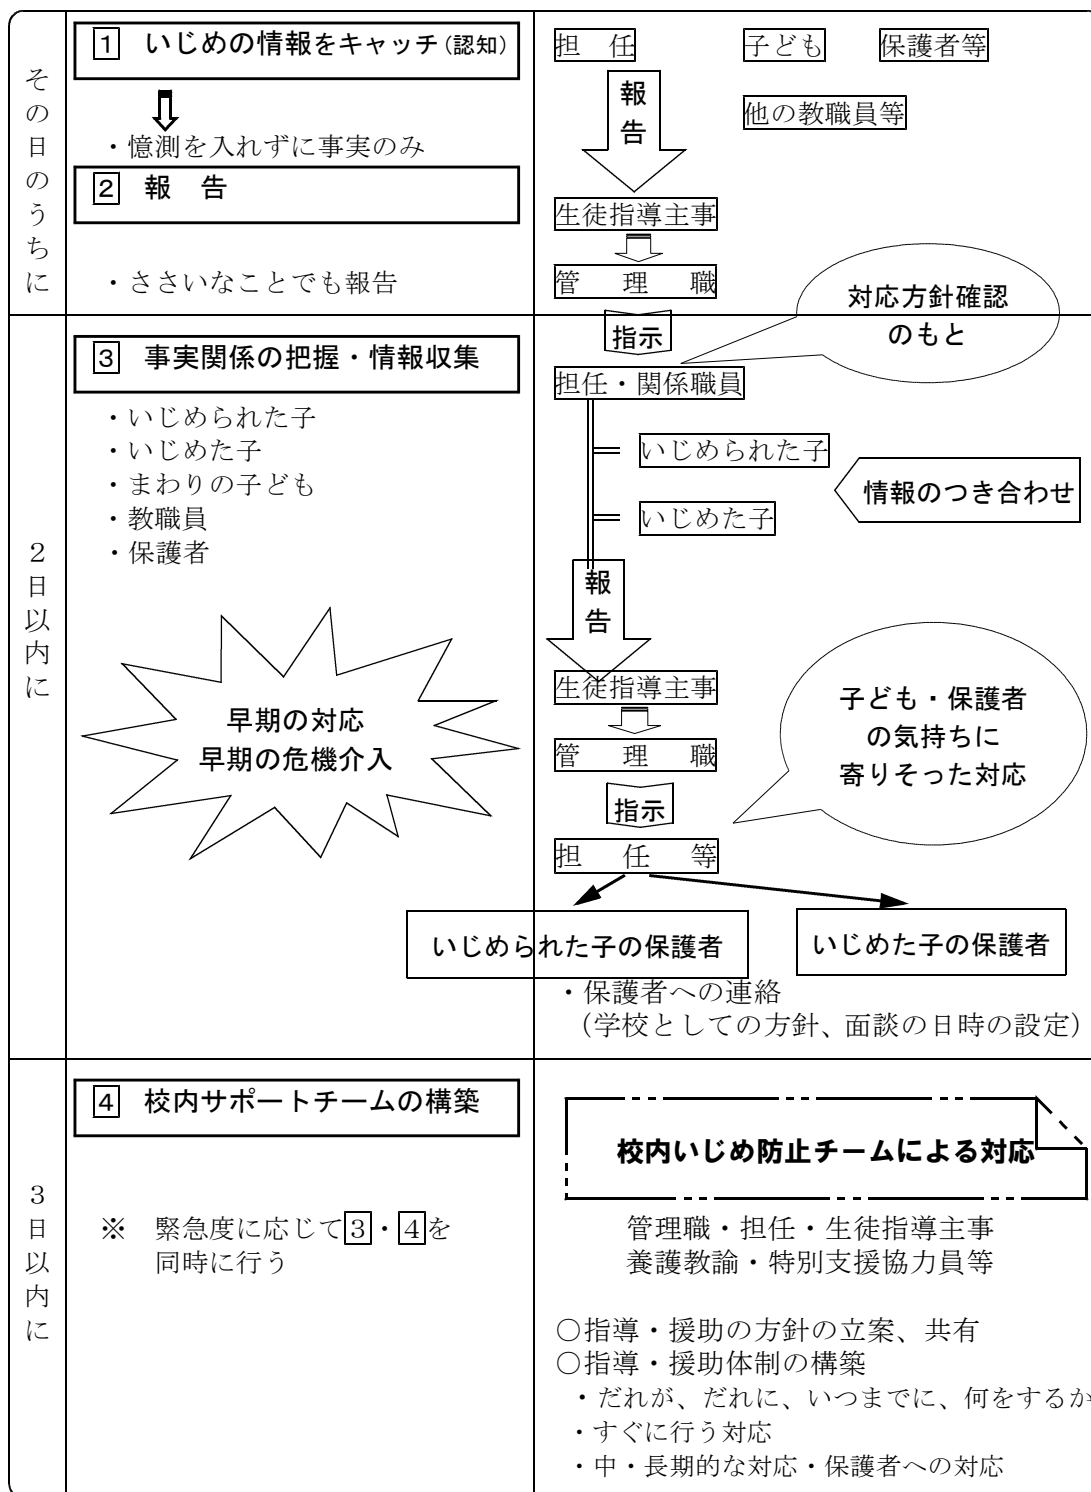 その日のうちに
1 いじめの情報をキャッチ(認知)
・憶測を入れずに事実のみ
2 報 告
・ささいなことでも報告
担 任 子ども 保護者等
報告
他の教職員等
生徒指導主事
管 理 職
対応方針確認
のもと
2日以内に
3 事実関係の把握・情報収集
・いじめられた子
・いじめた子
・まわりの子ども
・教職員
・保護者
早期の対応
早期の危機介入
指示
担任・関係職員
いじめられた子
情報のつき合わせ
いじめた子
報告
生徒指導主事
管 理 職
子ども・保護者
の気持ちに
寄りそった対応
指示
担 任 等
いじめられた子の保護者
いじめた子の保護者
・保護者への連絡
(学校としての方針、面談の日時の設定)
3日以内に
4 校内サポートチームの構築
※ 緊急度に応じて3・4を
同時に行う
校内いじめ防止チームによる対応
管理職・担任・生徒指導主事
養護教諭・特別支援協力員等
○指導・援助の方針の立案、共有
○指導・援助体制の構築
・だれが、だれに、いつまでに、何をするか
・すぐに行う対応
・中・長期的な対応・保護者への対応